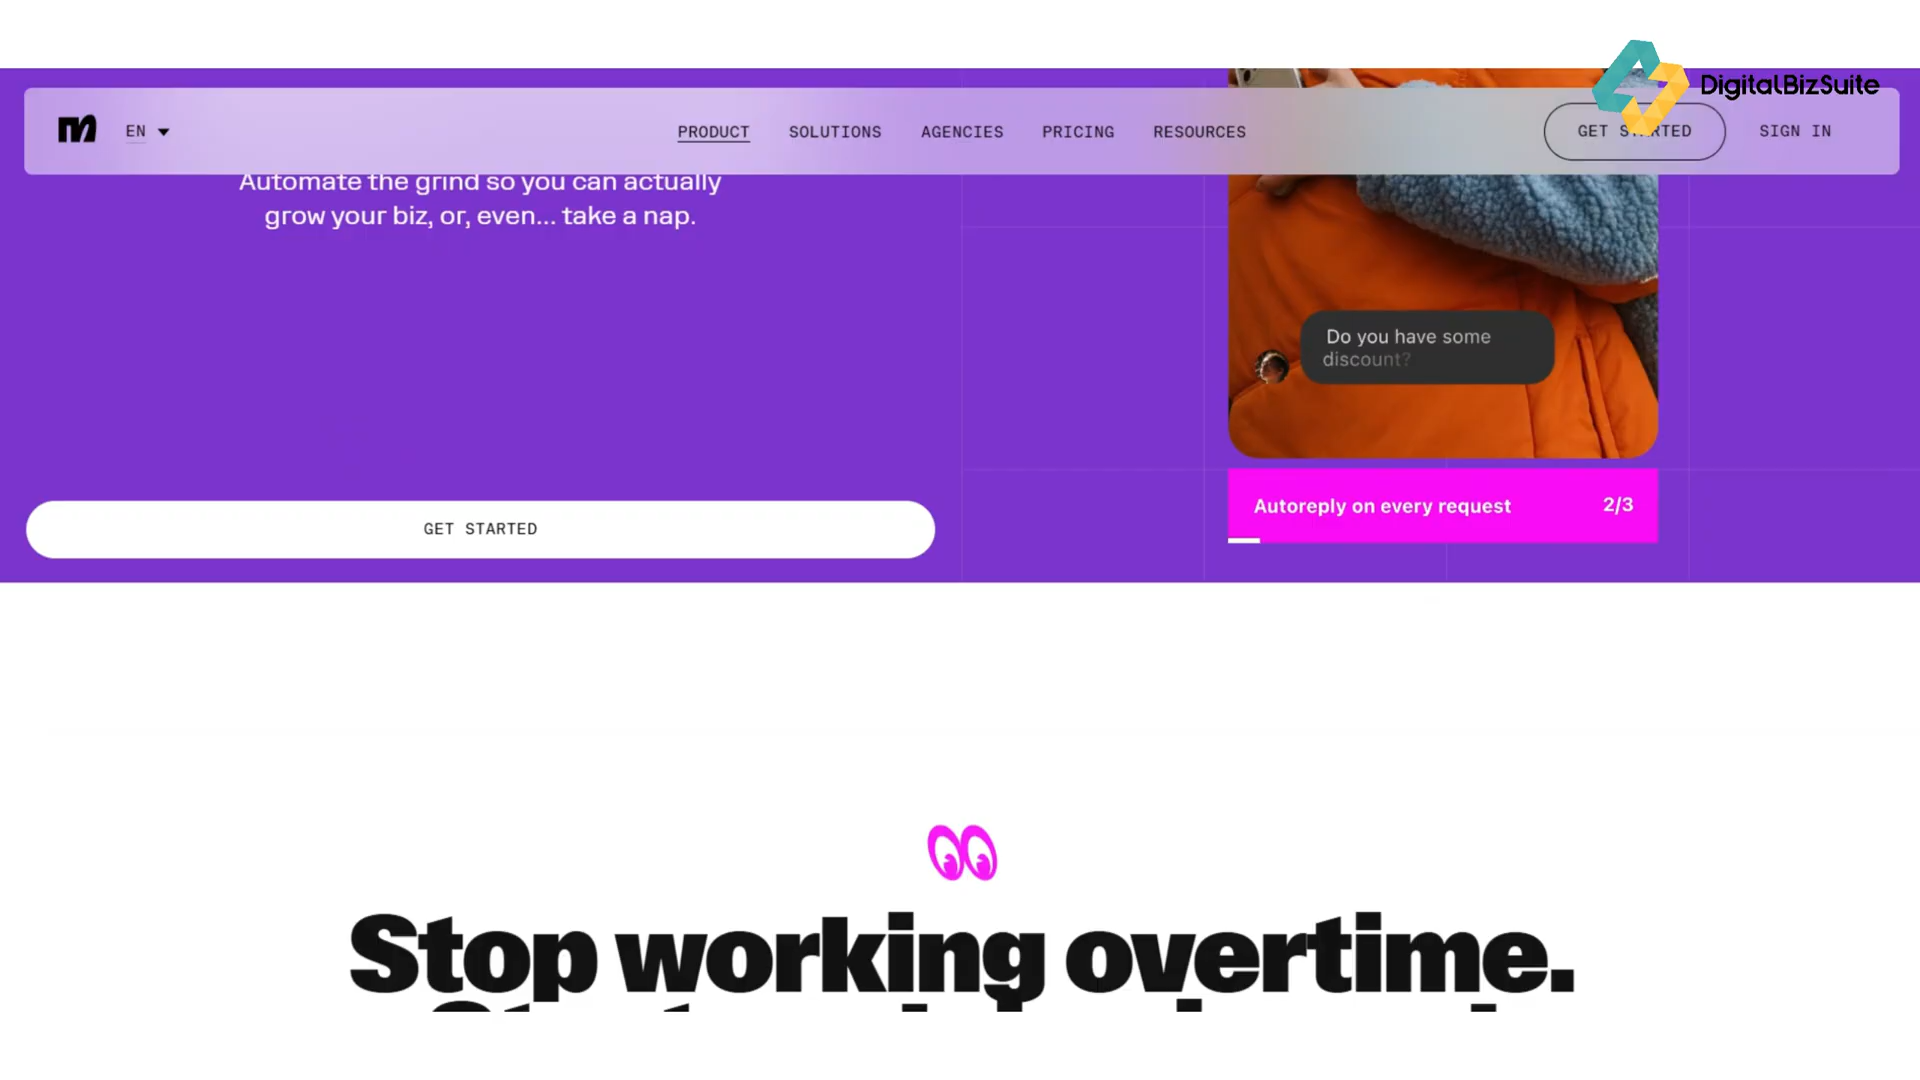 DigitalBizSuite
m EN PRODUCT SOLUTIONS AGENCIES PRICING RESOURCES GET STARTED SIGN IN
Automate the grind so you can actually
grow your biz, or, even... take a nap.
Do you have some
discount?
Autoreply on every request 2/3
GET STARTED
Stop working overtime.